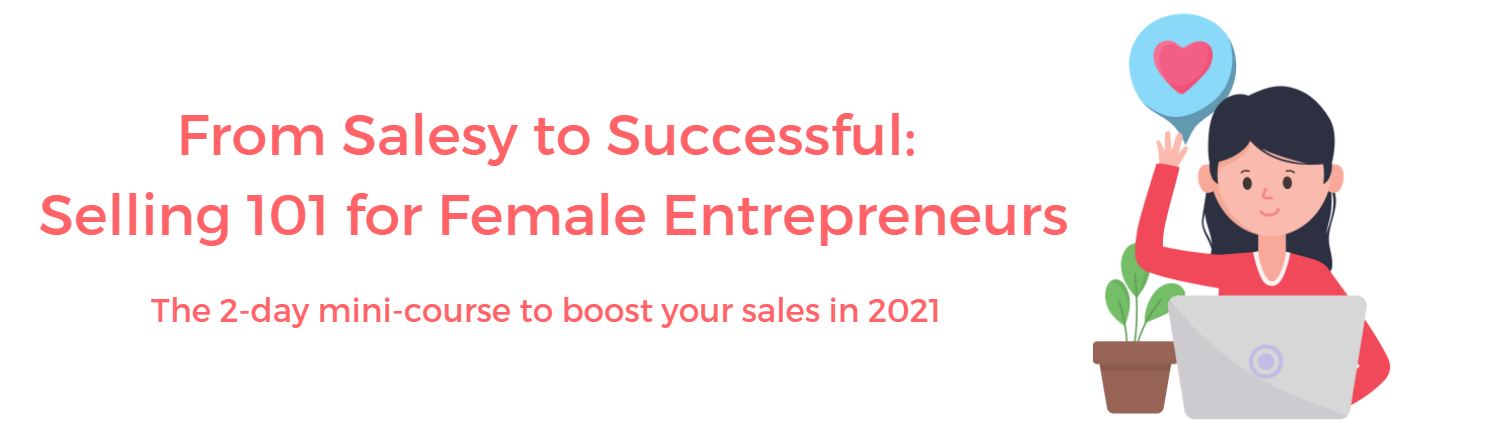 From Salesy to Successful:
Selling 101 for Female Entrepreneurs
The 2-day mini-course to boost your sales in 2021